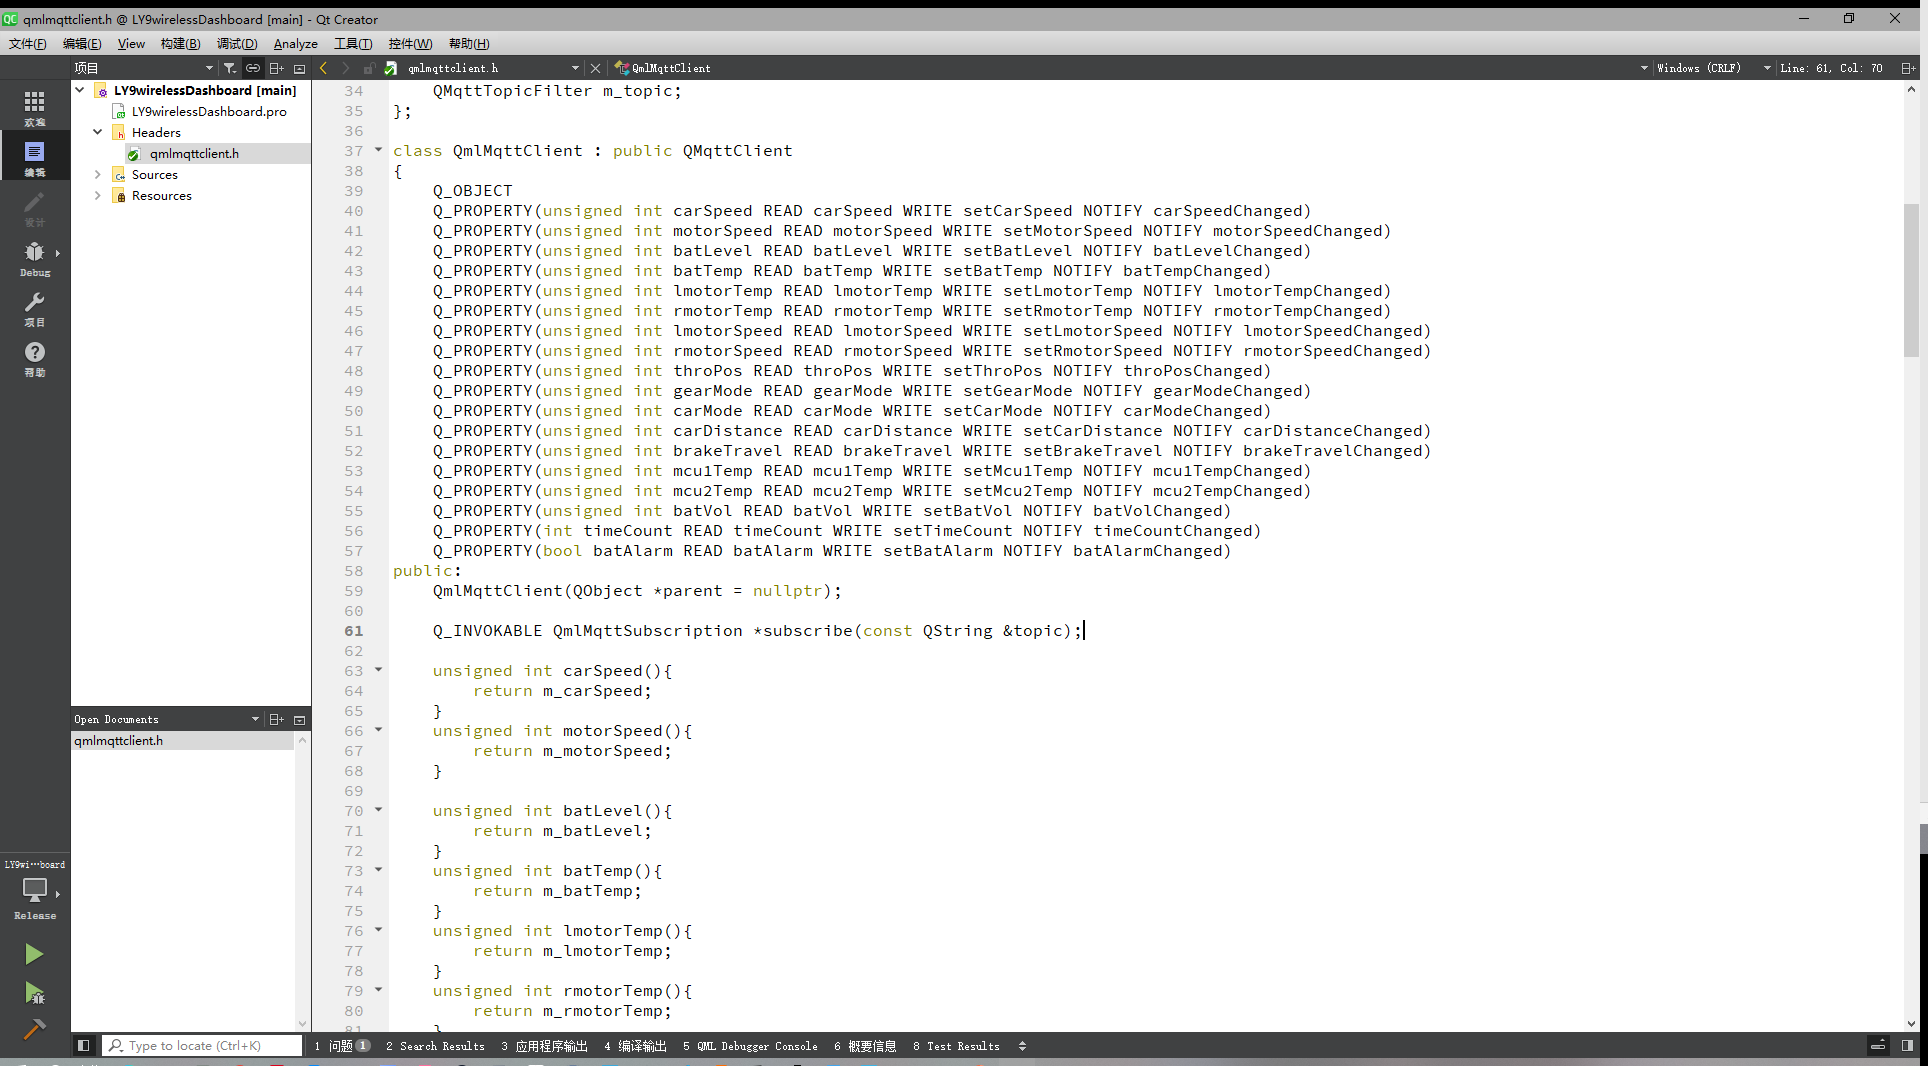 qmlmqttclient.h @ LY9wirelessDashboard [main] - Qt Creator
文件(F) 编辑(E) View 构建(B) 调试(D) Analyze 工具(T) 控件(W) 帮助(H)
项目
qmlmqttclient.h
QmlMqttClient
Windows (CRLF)
Line: 61, Col: 70
欢迎
编辑
设计
Debug
项目
帮助
LY9wi···board
Release
LY9wirelessDashboard [main]
LY9wirelessDashboard.pro
Headers
qmlmqttclient.h
Sources
Resources
Open Documents
qmlmqttclient.h
34 QMqttTopicFilter m_topic;
35 };
36
37 class QmlMqttClient : public QMqttClient
38 {
39 Q_OBJECT
40 Q_PROPERTY(unsigned int carSpeed READ carSpeed WRITE setCarSpeed NOTIFY carSpeedChanged)
41 Q_PROPERTY(unsigned int motorSpeed READ motorSpeed WRITE setMotorSpeed NOTIFY motorSpeedChanged)
42 Q_PROPERTY(unsigned int batLevel READ batLevel WRITE setBatLevel NOTIFY batLevelChanged)
43 Q_PROPERTY(unsigned int batTemp READ batTemp WRITE setBatTemp NOTIFY batTempChanged)
44 Q_PROPERTY(unsigned int lmotorTemp READ lmotorTemp WRITE setLmotorTemp NOTIFY lmotorTempChanged)
45 Q_PROPERTY(unsigned int rmotorTemp READ rmotorTemp WRITE setRmotorTemp NOTIFY rmotorTempChanged)
46 Q_PROPERTY(unsigned int lmotorSpeed READ lmotorSpeed WRITE setLmotorSpeed NOTIFY lmotorSpeedChanged)
47 Q_PROPERTY(unsigned int rmotorSpeed READ rmotorSpeed WRITE setRmotorSpeed NOTIFY rmotorSpeedChanged)
48 Q_PROPERTY(unsigned int throPos READ throPos WRITE setThroPos NOTIFY throPosChanged)
49 Q_PROPERTY(unsigned int gearMode READ gearMode WRITE setGearMode NOTIFY gearModeChanged)
50 Q_PROPERTY(unsigned int carMode READ carMode WRITE setCarMode NOTIFY carModeChanged)
51 Q_PROPERTY(unsigned int carDistance READ carDistance WRITE setCarDistance NOTIFY carDistanceChanged)
52 Q_PROPERTY(unsigned int brakeTravel READ brakeTravel WRITE setBrakeTravel NOTIFY brakeTravelChanged)
53 Q_PROPERTY(unsigned int mcu1Temp READ mcu1Temp WRITE setMcu1Temp NOTIFY mcu1TempChanged)
54 Q_PROPERTY(unsigned int mcu2Temp READ mcu2Temp WRITE setMcu2Temp NOTIFY mcu2TempChanged)
55 Q_PROPERTY(unsigned int batVol READ batVol WRITE setBatVol NOTIFY batVolChanged)
56 Q_PROPERTY(int timeCount READ timeCount WRITE setTimeCount NOTIFY timeCountChanged)
57 Q_PROPERTY(bool batAlarm READ batAlarm WRITE setBatAlarm NOTIFY batAlarmChanged)
58 public:
59 QmlMqttClient(QObject *parent = nullptr);
60
61 Q_INVOKABLE QmlMqttSubscription *subscribe(const QString &topic);
62
63 unsigned int carSpeed(){
64 return m_carSpeed;
65 }
66 unsigned int motorSpeed(){
67 return m_motorSpeed;
68 }
69
70 unsigned int batLevel(){
71 return m_batLevel;
72 }
73 unsigned int batTemp(){
74 return m_batTemp;
75 }
76 unsigned int lmotorTemp(){
77 return m_lmotorTemp;
78 }
79 unsigned int rmotorTemp(){
80 return m_rmotorTemp;
81 }
Type to locate (Ctrl+K)
1 问题 1
2 Search Results
3 应用程序输出
4 编译输出
5 QML Debugger Console
6 概要信息
8 Test Results